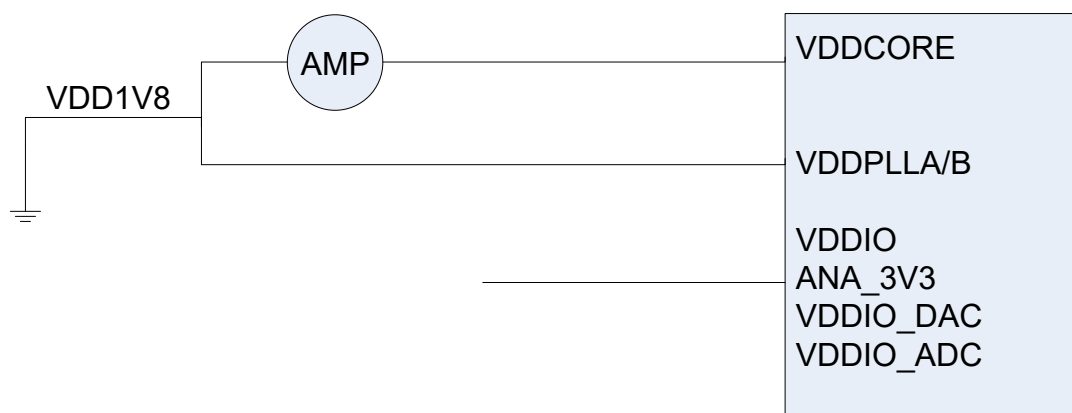 VDD1V8
AMP
VDDCORE
VDDPLLA/B
VDDIO
ANA_3V3
VDDIO_DAC
VDDIO_ADC